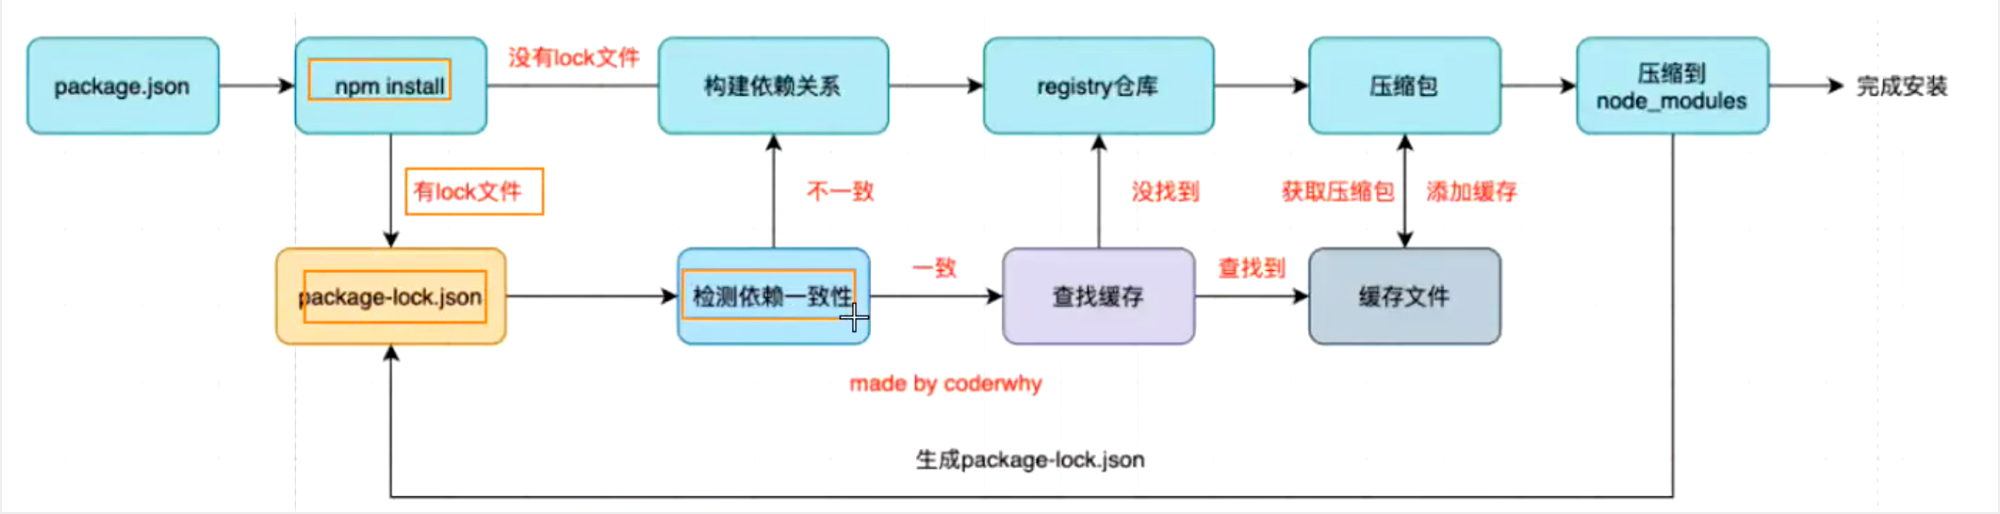 没有lock文件
package.json
npm install
构建依赖关系
registry仓库
压缩包
压缩到
node_modules
完成安装
有lock文件
不一致
没找到
获取压缩包
添加缓存
package-lock.json
检测依赖一致性
一致
查找缓存
查找到
缓存文件
made by coderwhy
生成package-lock.json